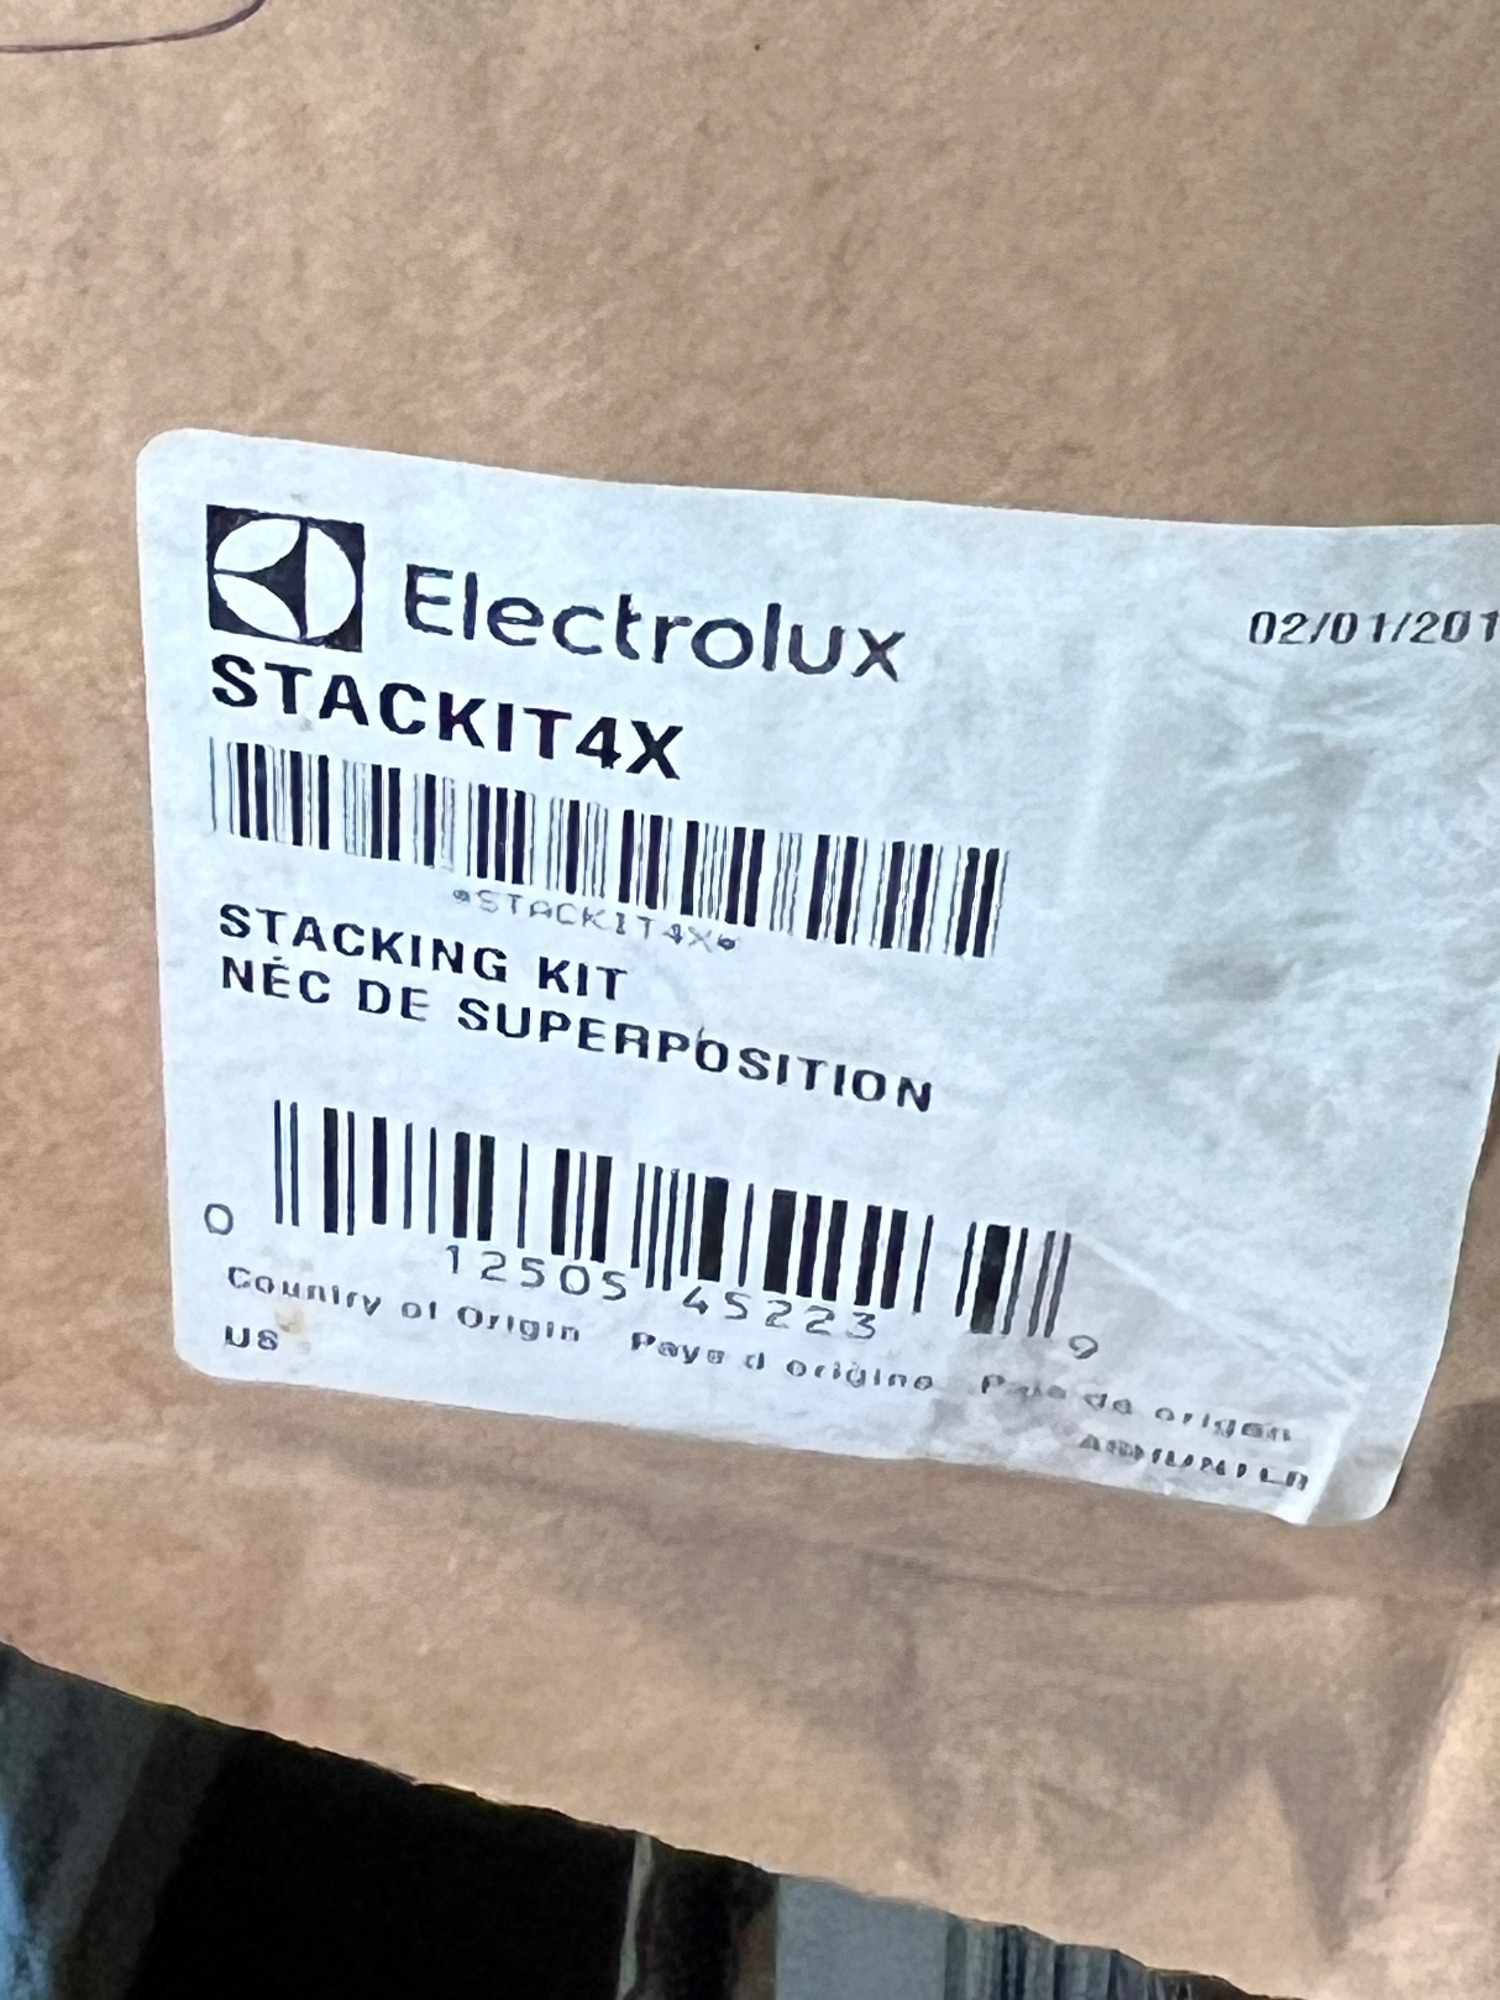 Electrolux
02/01/201
STACKIT4X
*STACKIT4X*
STACKING KIT
NÉC DE SUPERPOSITION
0 12505 45223 9
Country of Origin Pays d origine Pais de origen
US